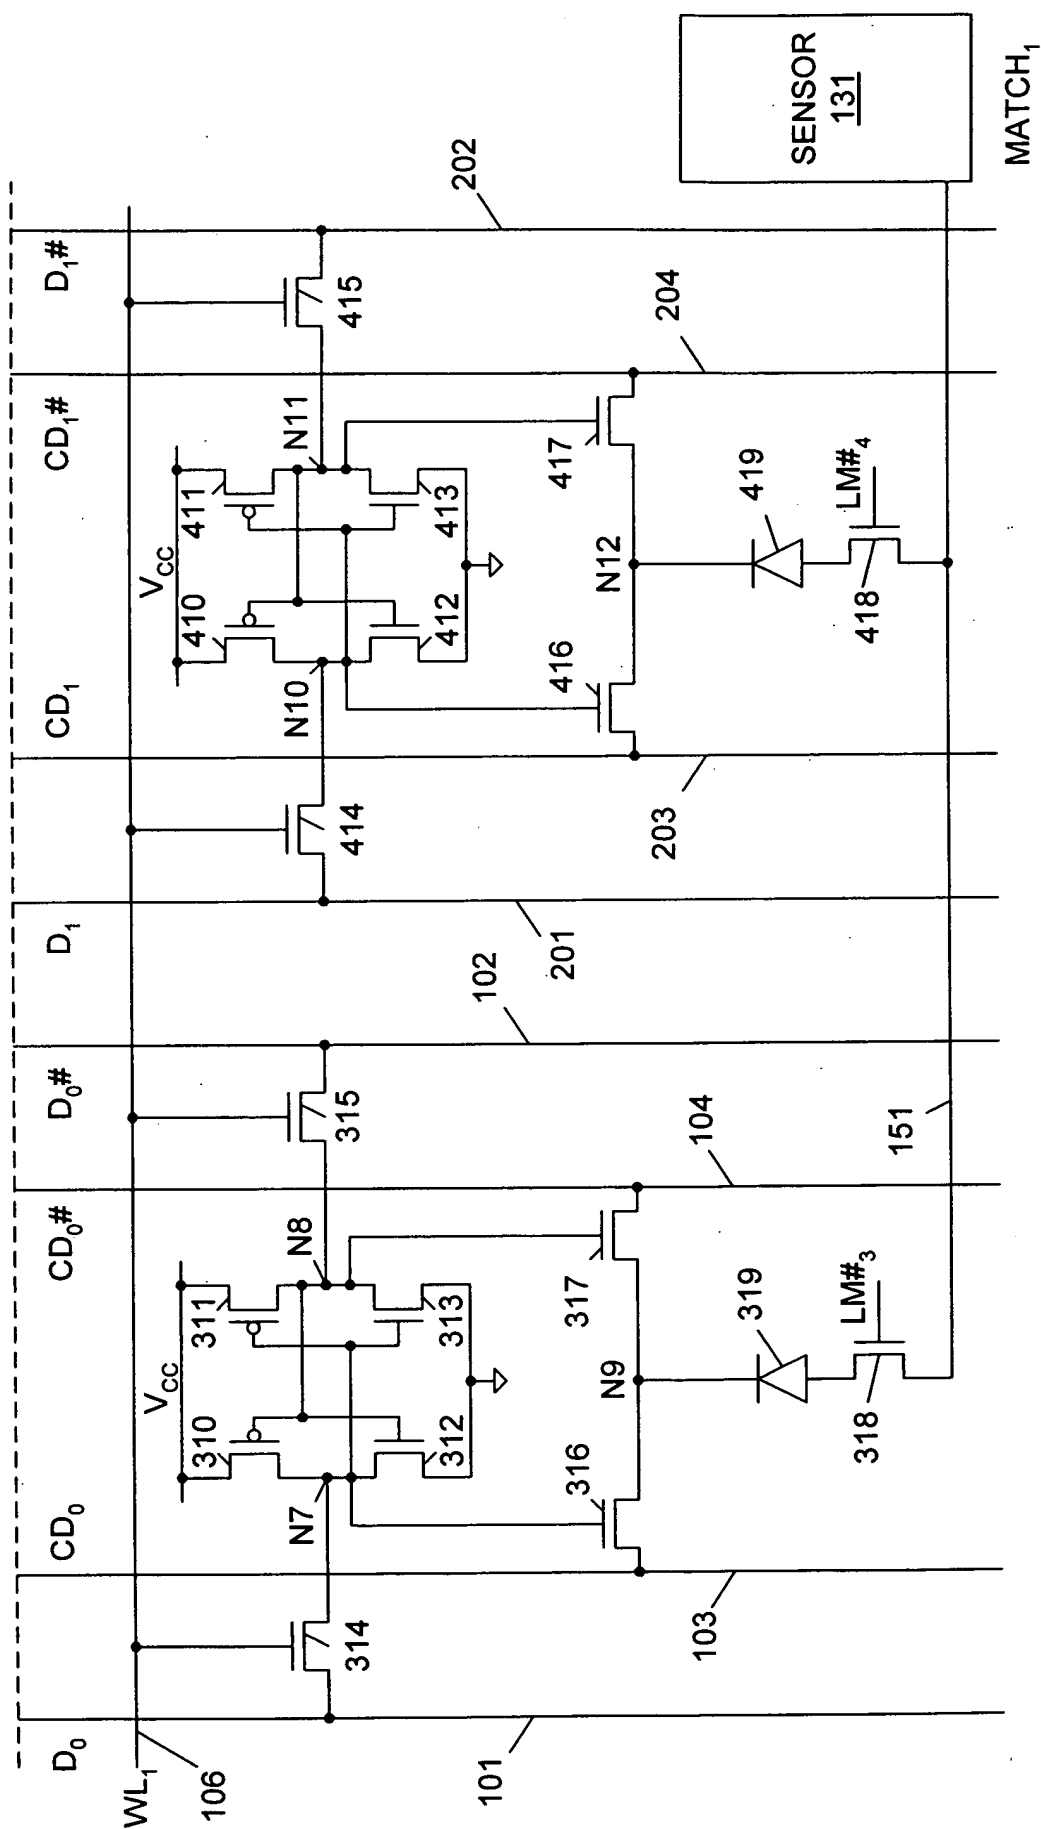 D₀
CD₀
CD₀#
D₀#
D₁
CD₁
CD₁#
D₁#
WL₁
106
V_CC
V_CC
310
311
410
411
N7
N8
N10
N11
314
315
414
415
312
313
412
413
101
102
201
202
316
317
416
417
N9
N12
103
104
203
204
319
419
318
LM#₃
418
LM#₄
151
SENSOR
131
MATCH₁